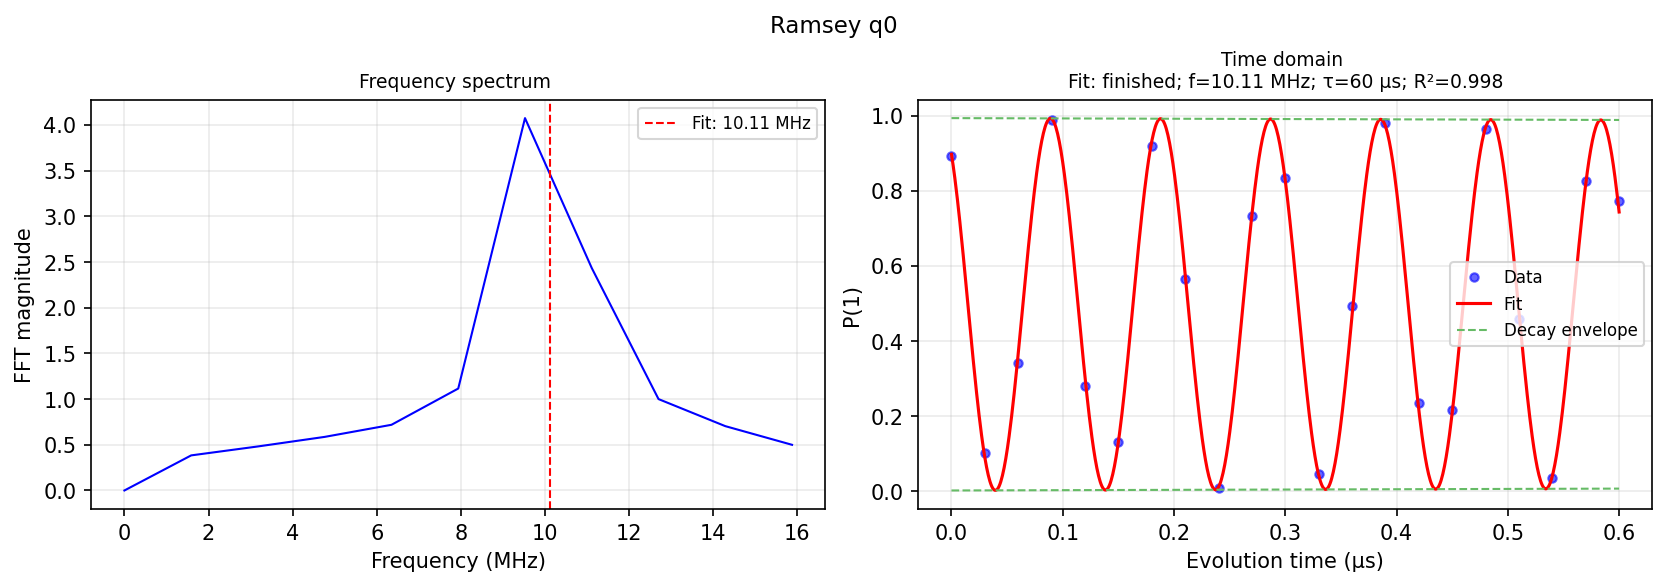 Ramsey q0
Frequency spectrum
Fit: 10.11 MHz
FFT magnitude
4.0
3.5
3.0
2.5
2.0
1.5
1.0
0.5
0.0
0
2
4
6
8
10
12
14
16
Frequency (MHz)
Time domain
Fit: finished; f=10.11 MHz; τ=60 µs; R²=0.998
P(1)
1.0
0.8
0.6
0.4
0.2
0.0
Data
Fit
Decay envelope
0.0
0.1
0.2
0.3
0.4
0.5
0.6
Evolution time (µs)